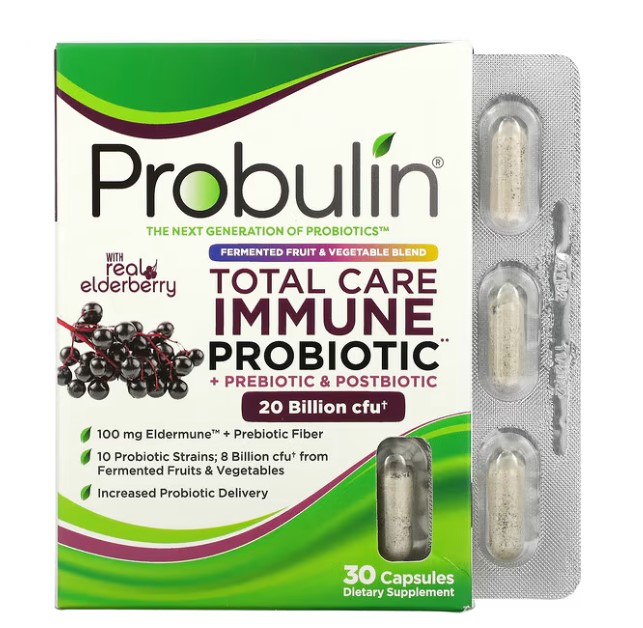 Probulin®
THE NEXT GENERATION OF PROBIOTICS™
FERMENTED FRUIT & VEGETABLE BLEND
WITH
real
elderberry
TOTAL CARE
IMMUNE
PROBIOTIC**
+ PREBIOTIC & POSTBIOTIC
20 Billion cfu†
100 mg Eldermune™ + Prebiotic Fiber
10 Probiotic Strains; 8 Billion cfu† from
Fermented Fruits & Vegetables
Increased Probiotic Delivery
30 Capsules
Dietary Supplement